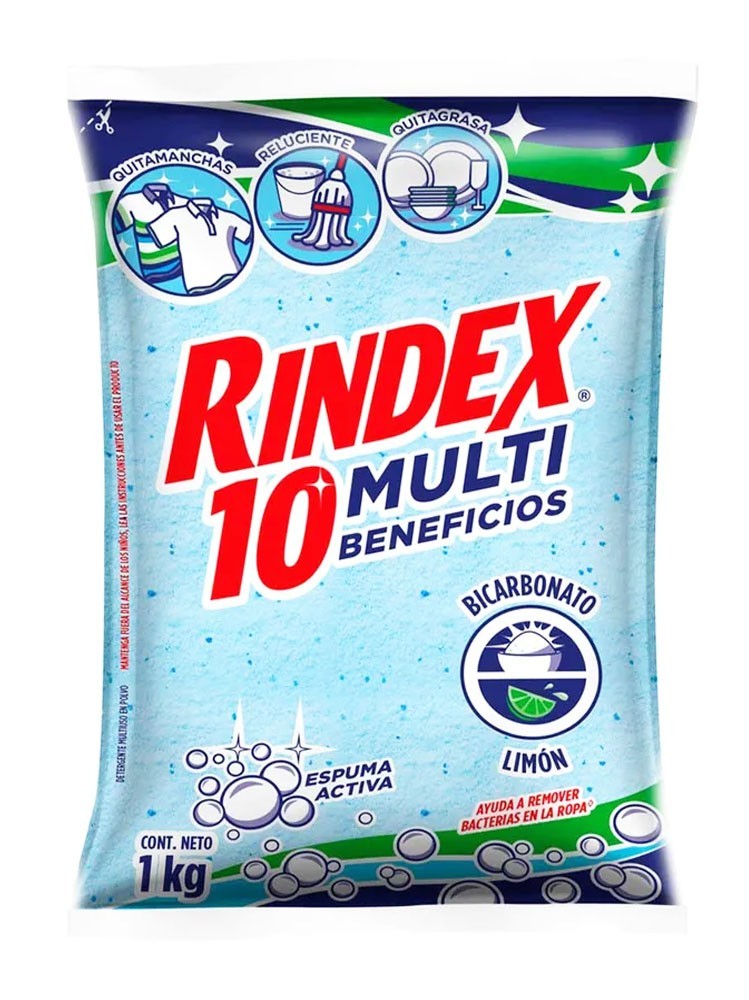 QUITAMANCHAS
RELUCIENTE
QUITAGRASA
RINDEX®
10 MULTI
BENEFICIOS
BICARBONATO
LIMÓN
ESPUMA
ACTIVA
AYUDA A REMOVER
BACTERIAS EN LA ROPA◊
CONT. NETO
1 kg
DETERGENTE MULTIUSO EN POLVO
MANTENGA FUERA DEL ALCANCE DE LOS NIÑOS, LEA LAS INSTRUCCIONES ANTES DE USAR EL PRODUCTO